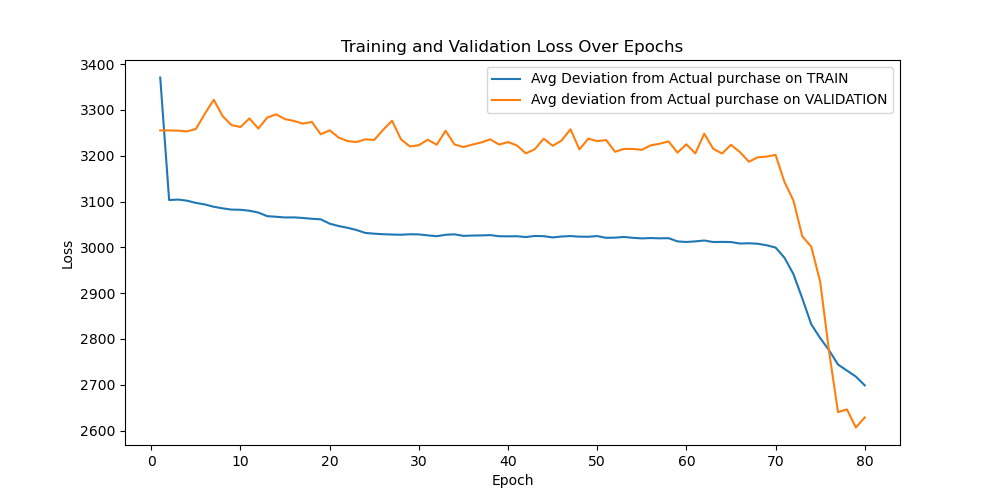 Training and Validation Loss Over Epochs
Avg Deviation from Actual purchase on TRAIN
Avg deviation from Actual purchase on VALIDATION
Loss
3400
3300
3200
3100
3000
2900
2800
2700
2600
0 10 20 30 40 50 60 70 80
Epoch